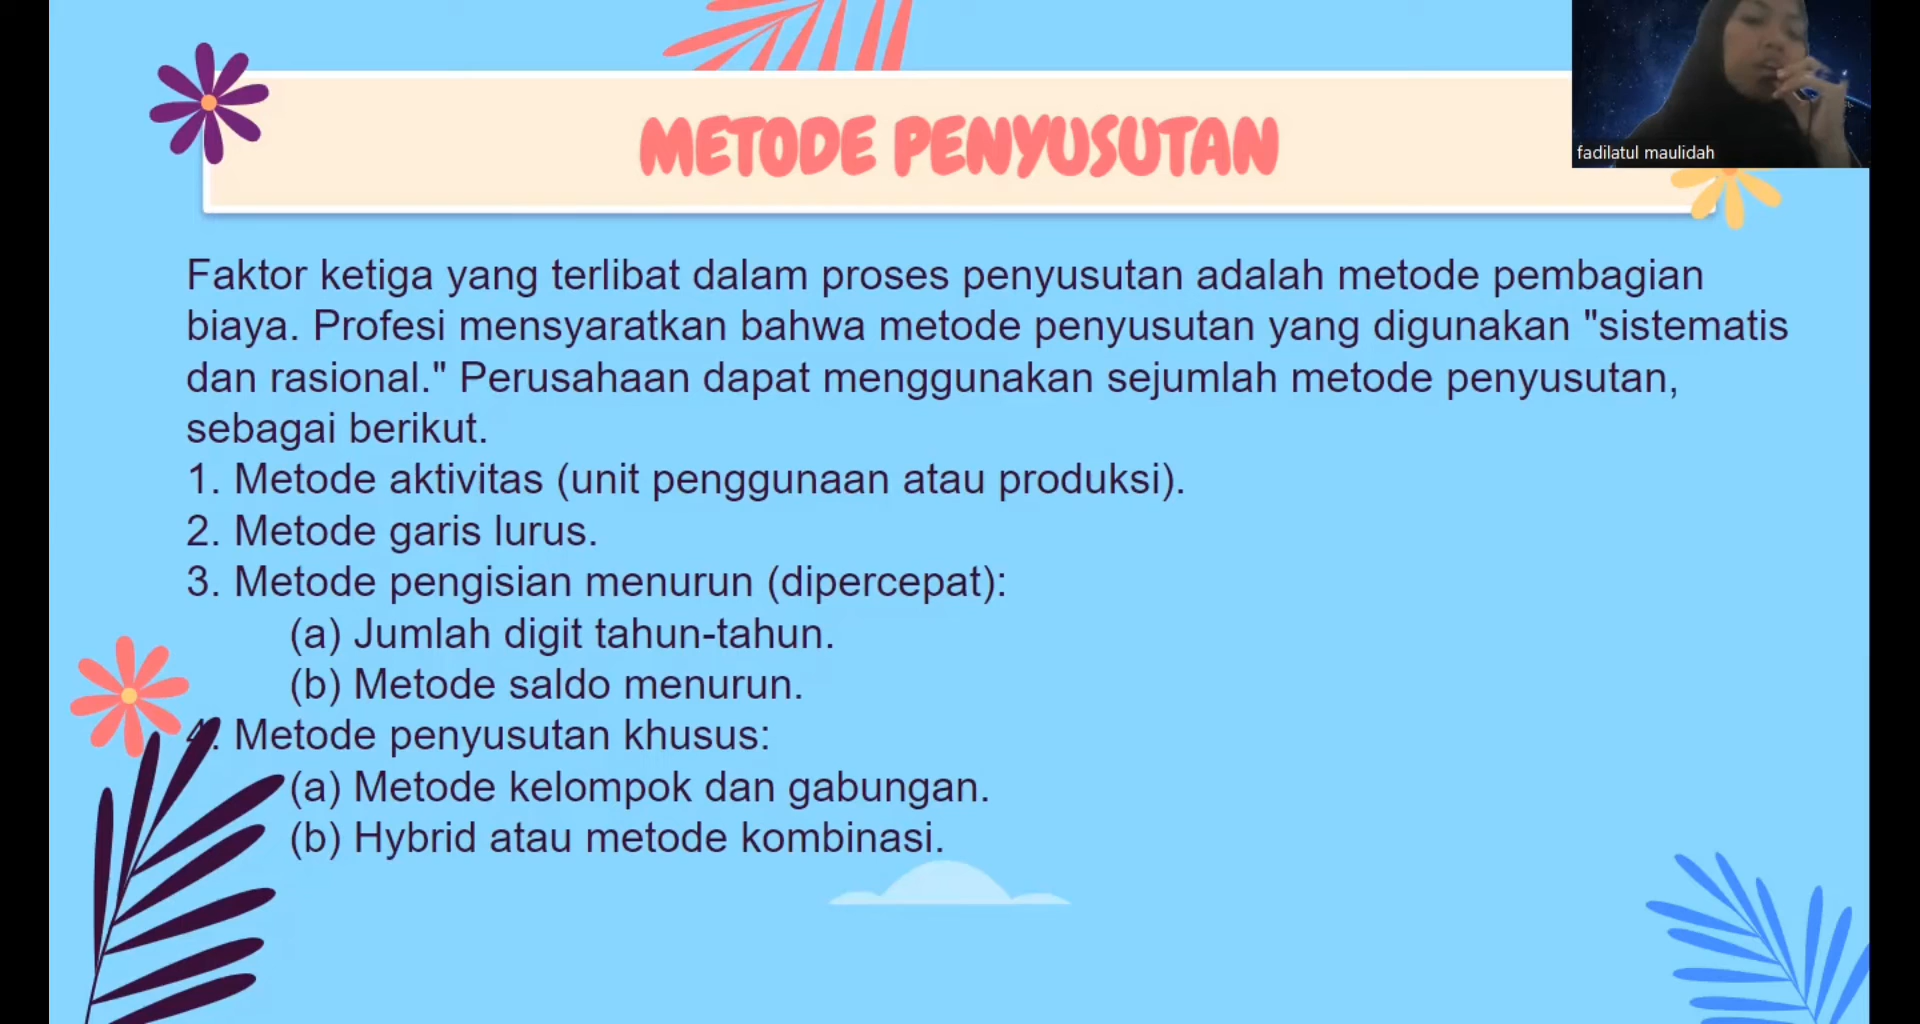 METODE PENYUSUTAN
fadilatul maulidah
Faktor ketiga yang terlibat dalam proses penyusutan adalah metode pembagian
biaya. Profesi mensyaratkan bahwa metode penyusutan yang digunakan "sistematis
dan rasional." Perusahaan dapat menggunakan sejumlah metode penyusutan,
sebagai berikut.
1. Metode aktivitas (unit penggunaan atau produksi).
2. Metode garis lurus.
3. Metode pengisian menurun (dipercepat):
(a) Jumlah digit tahun-tahun.
(b) Metode saldo menurun.
4. Metode penyusutan khusus:
(a) Metode kelompok dan gabungan.
(b) Hybrid atau metode kombinasi.